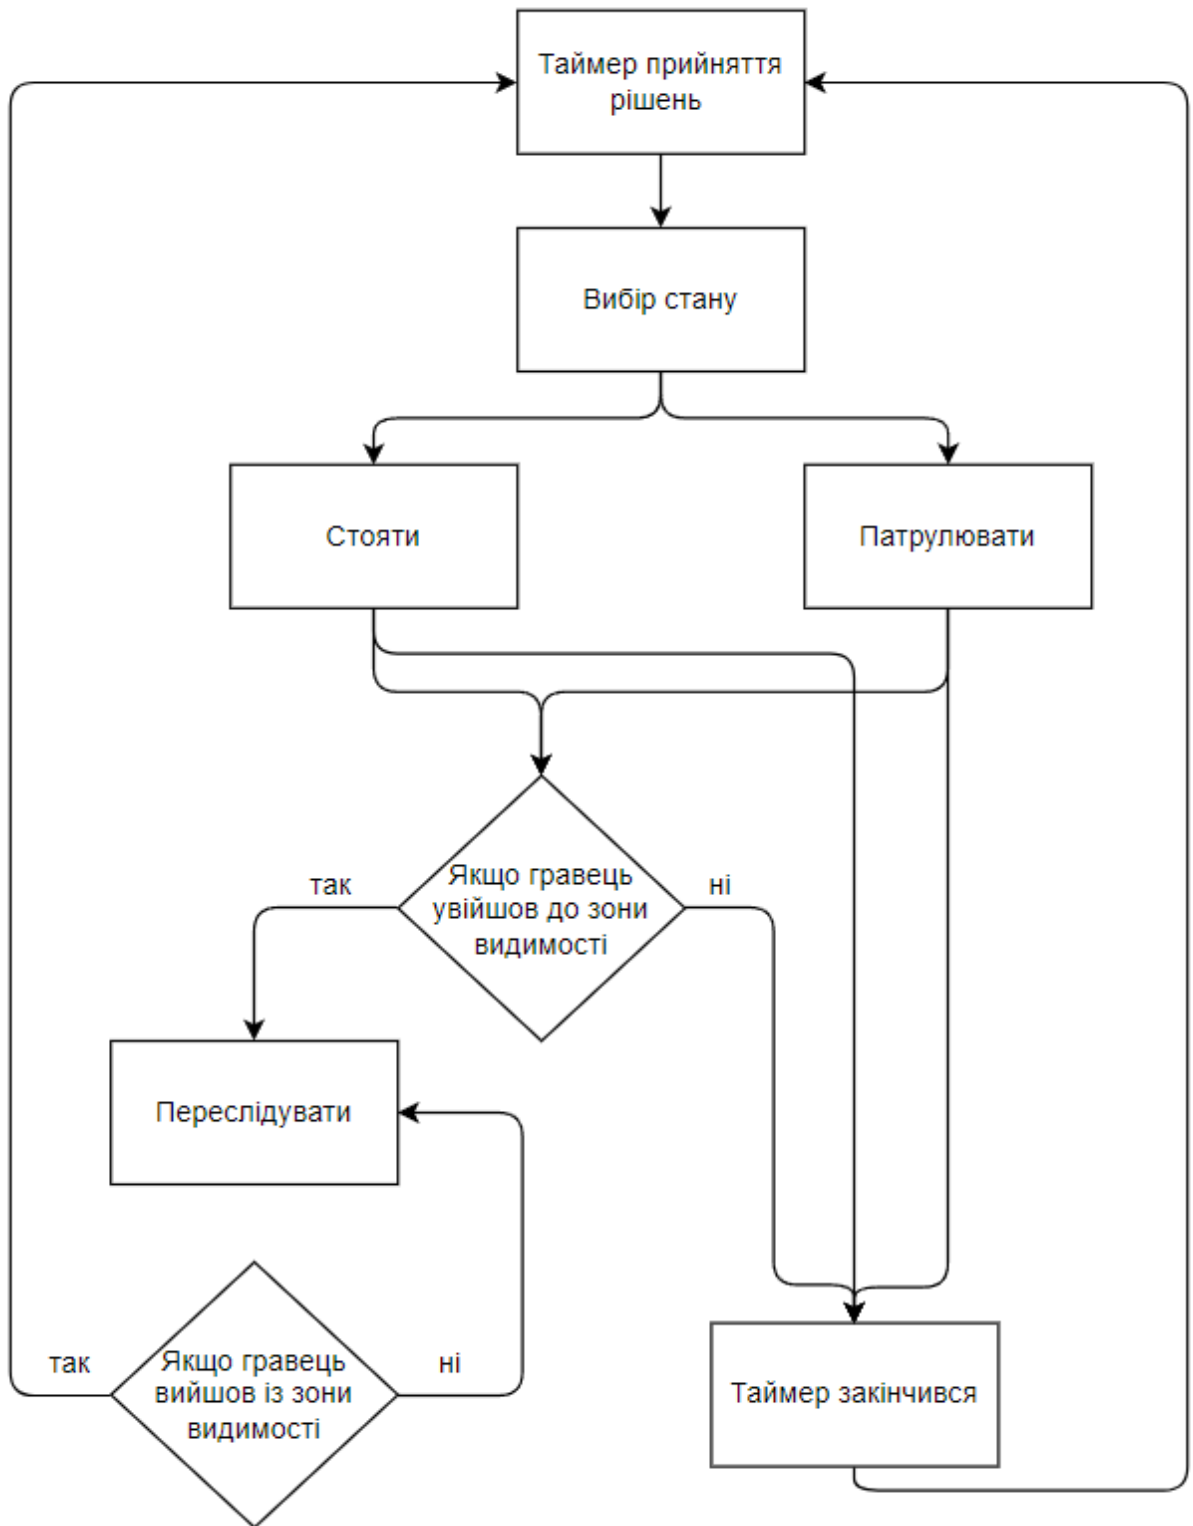 Таймер прийняття
рішень
Вибір стану
Стояти
Патрулювати
так
Якщо гравець
увійшов до зони
видимості
ні
Переслідувати
так
Якщо гравець
вийшов із зони
видимості
ні
Таймер закінчився